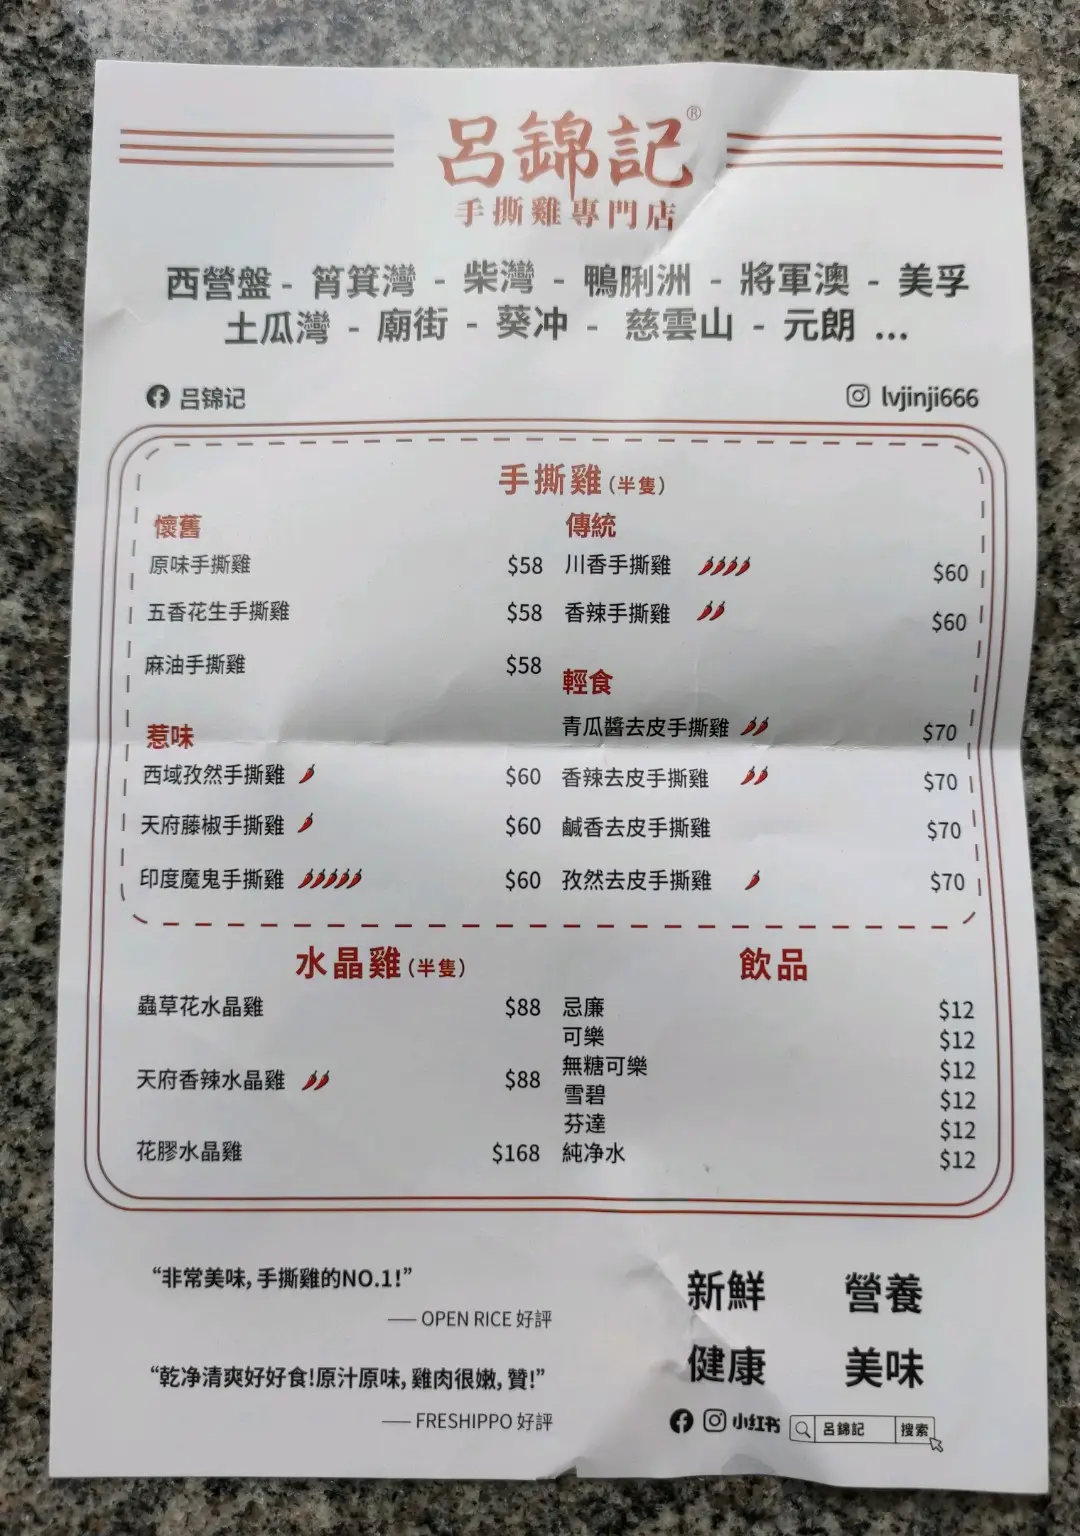 呂錦記®
手撕雞專門店
西營盤 - 筲箕灣 - 柴灣 - 鴨脷洲 - 將軍澳 - 美孚
土瓜灣 - 廟街 - 葵冲 - 慈雲山 - 元朗 ...
吕锦记
lvjinji666
手撕雞(半隻)
懷舊
原味手撕雞 $58
五香花生手撕雞 $58
麻油手撕雞 $58
惹味
西域孜然手撕雞 $60
天府藤椒手撕雞 $60
印度魔鬼手撕雞 $60
傳統
川香手撕雞 $60
香辣手撕雞 $60
輕食
青瓜醬去皮手撕雞 $70
香辣去皮手撕雞 $70
鹹香去皮手撕雞 $70
孜然去皮手撕雞 $70
水晶雞(半隻)
蟲草花水晶雞 $88
天府香辣水晶雞 $88
花膠水晶雞 $168
飲品
忌廉 $12
可樂 $12
無糖可樂 $12
雪碧 $12
芬達 $12
純净水 $12
“非常美味, 手撕雞的NO.1!”
—— OPEN RICE 好評
“乾净清爽好好食!原汁原味, 雞肉很嫩, 贊!”
—— FRESHIPPO 好評
新鮮 營養
健康 美味
小红书 呂錦記 搜索